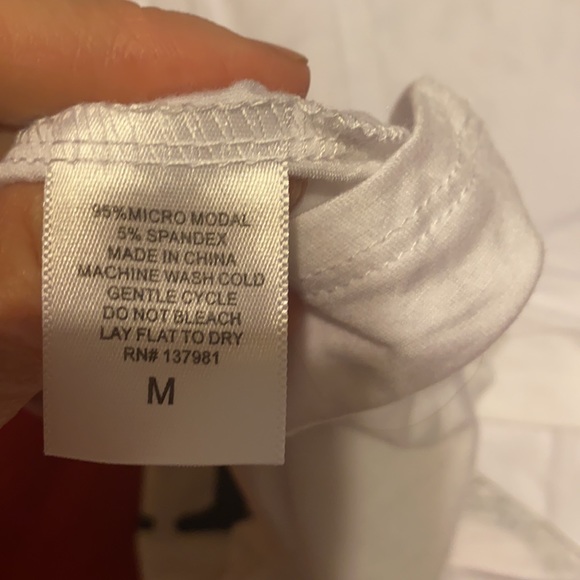 95%MICRO MODAL
5% SPANDEX
MADE IN CHINA
MACHINE WASH COLD
GENTLE CYCLE
DO NOT BLEACH
LAY FLAT TO DRY
RN# 137981
M